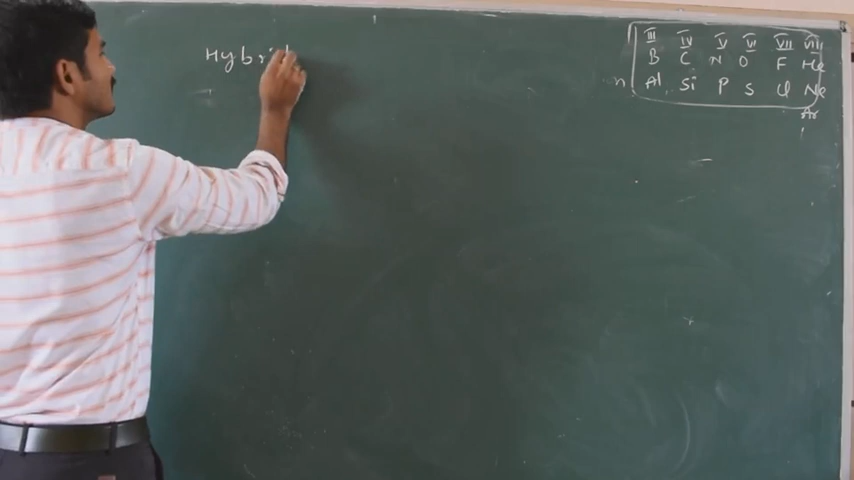 Hybrid
III IV V VI VII VIII
B C N O F He
n Al Si P S Cl Ne
Ar